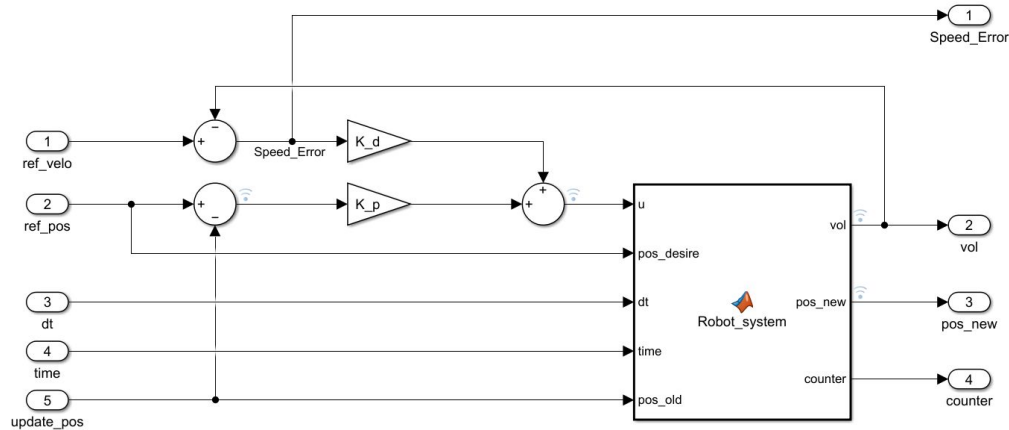 1
Speed_Error
−
1
+
K_d
ref_velo
Speed_Error
+
2
+
−
K_p
+
u
ref_pos
vol
2
vol
pos_desire
3
dt
dt
pos_new
3
pos_new
Robot_system
4
time
time
counter
4
counter
5
update_pos
pos_old